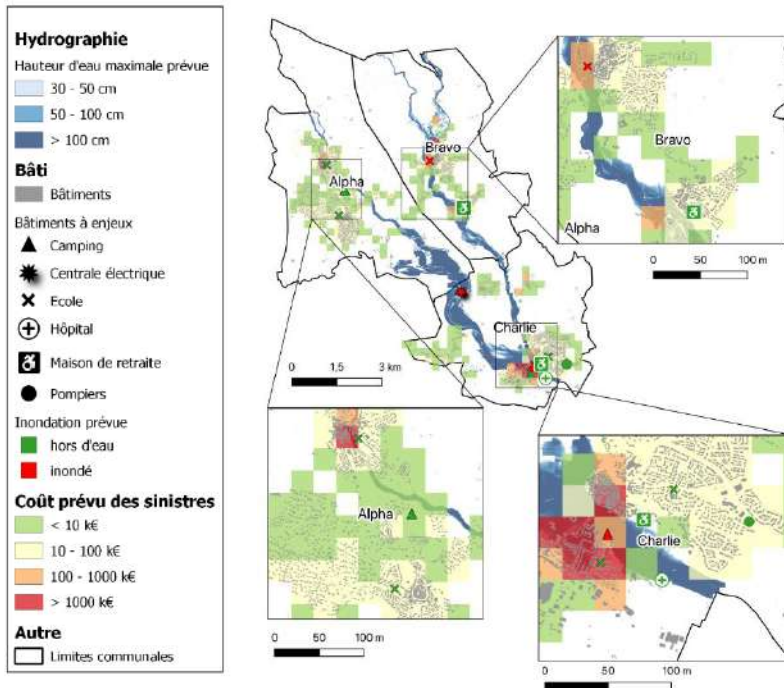 Hydrographie
Hauteur d'eau maximale prévue
30 - 50 cm
50 - 100 cm
> 100 cm
Bâti
Bâtiments
Bâtiments à enjeux
Camping
Centrale électrique
Ecole
Hôpital
Maison de retraite
Pompiers
Inondation prévue
hors d'eau
inondé
Coût prévu des sinistres
< 10 k€
10 - 100 k€
100 - 1000 k€
> 1000 k€
Autre
Limites communales
Alpha
Bravo
Charlie
0 1,5 3 km
Bravo
Alpha
0 50 100 m
Alpha
0 50 100 m
Charlie
0 50 100 m